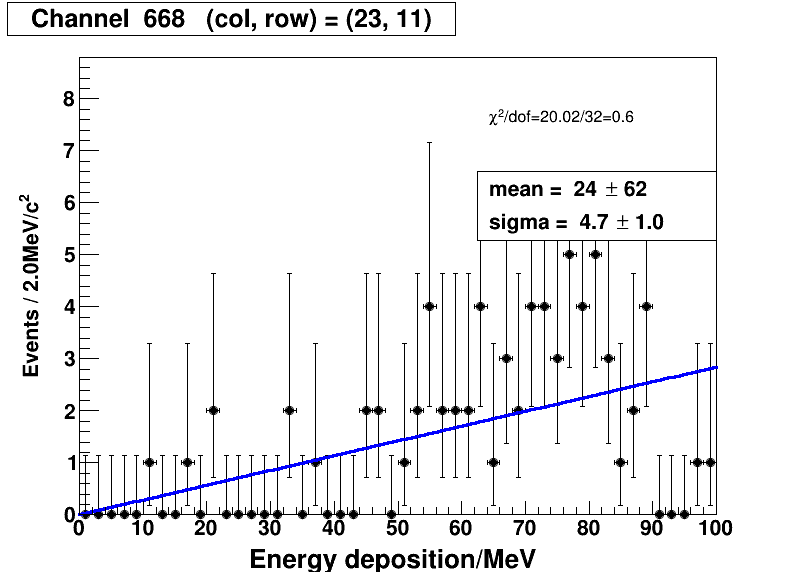 Channel 668 (col, row) = (23, 11)
χ²/dof=20.02/32=0.6
mean = 24 ± 62
sigma = 4.7 ± 1.0
Events / 2.0MeV/c²
8
7
6
5
4
3
2
1
0
0 10 20 30 40 50 60 70 80 90 100
Energy deposition/MeV